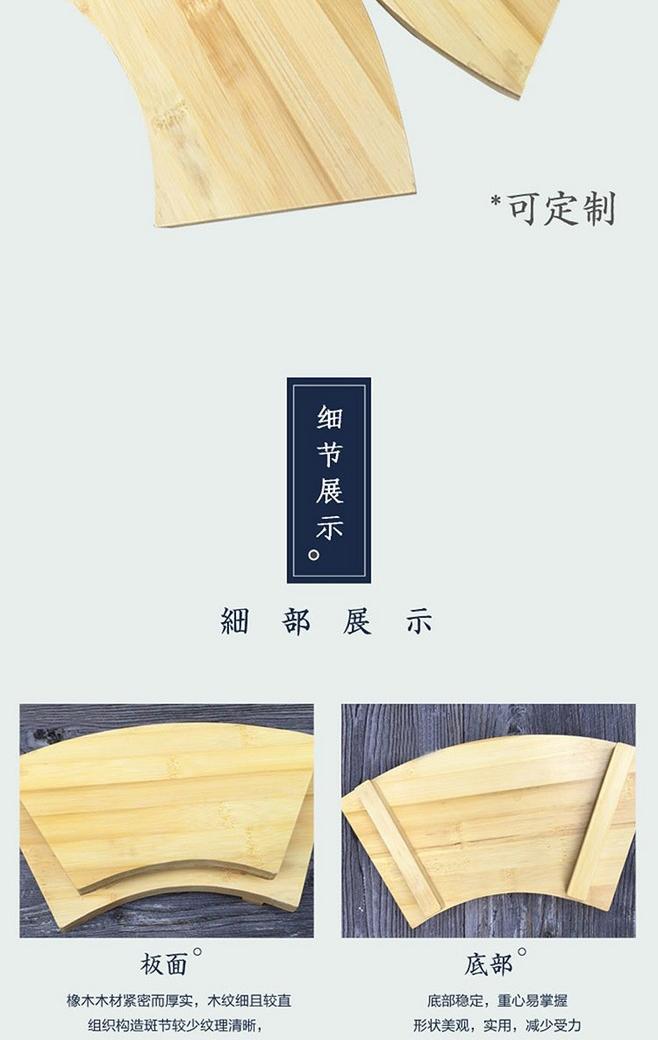 *可定制
细节展示。
細部展示
板面°
底部°
橡木木材紧密而厚实，木纹细且较直
组织构造斑节较少纹理清晰，
底部稳定，重心易掌握
形状美观，实用，减少受力